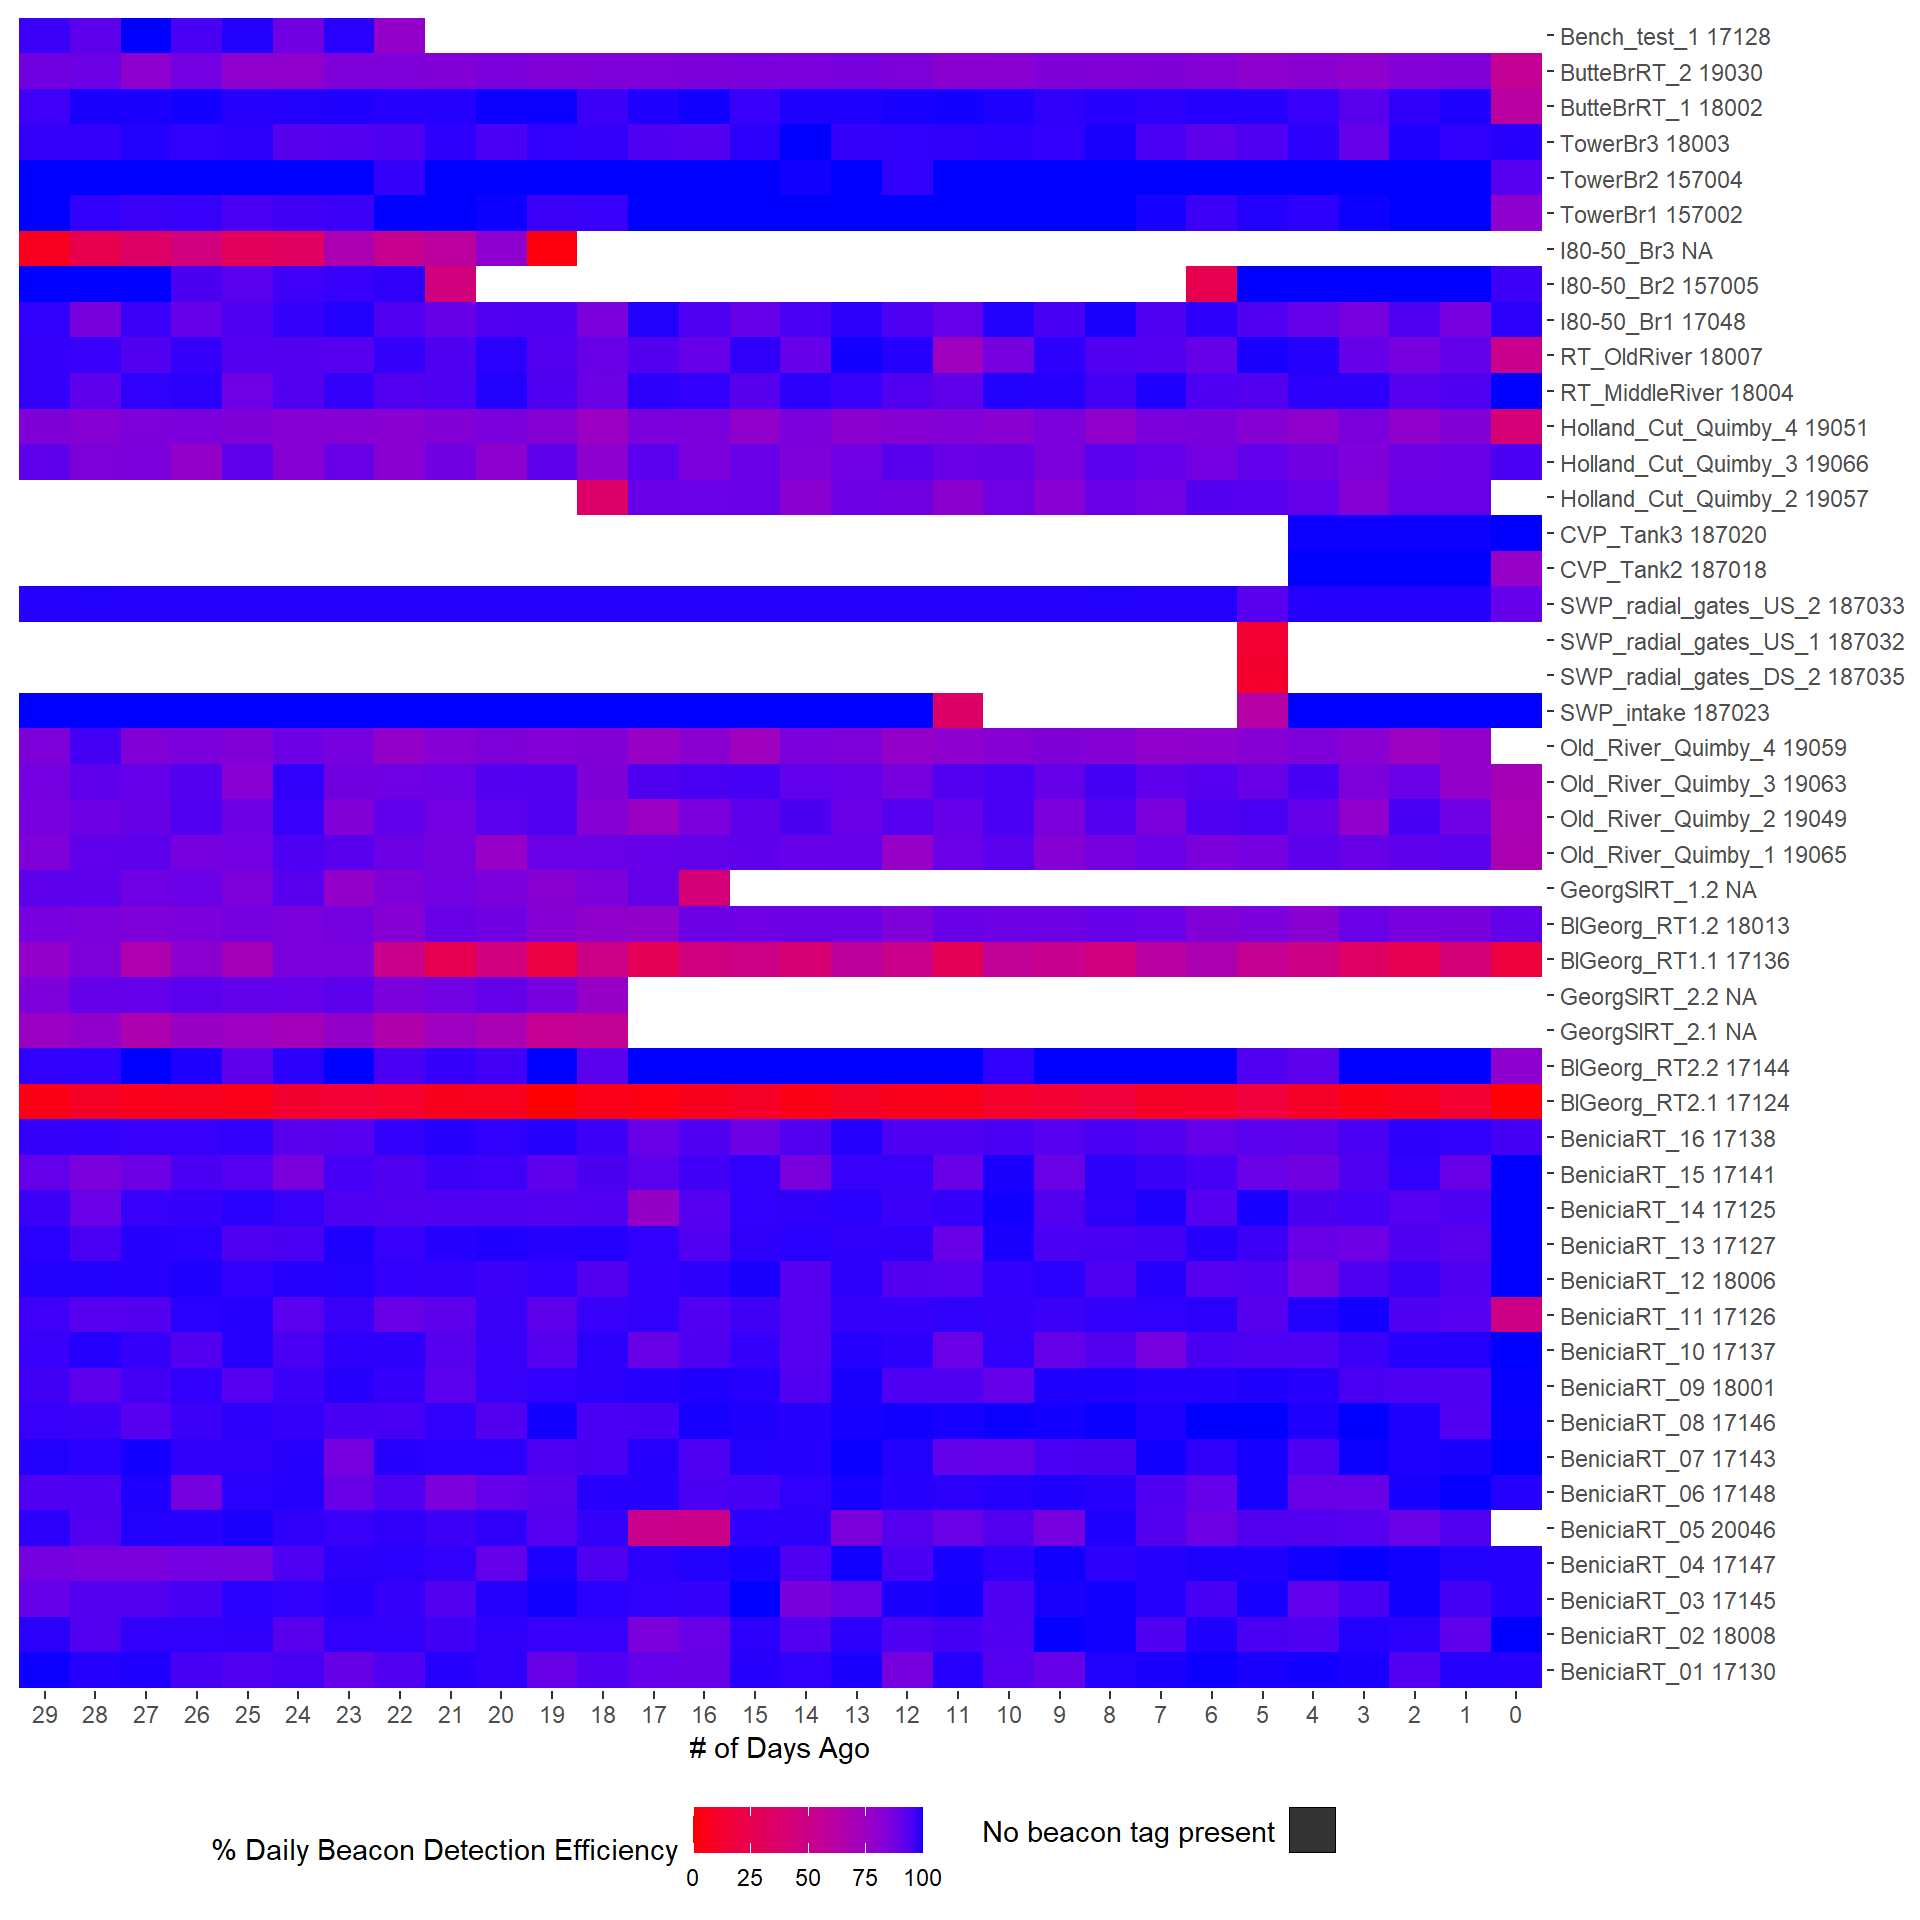 Bench_test_1 17128
ButteBrRT_2 19030
ButteBrRT_1 18002
TowerBr3 18003
TowerBr2 157004
TowerBr1 157002
I80-50_Br3 NA
I80-50_Br2 157005
I80-50_Br1 17048
RT_OldRiver 18007
RT_MiddleRiver 18004
Holland_Cut_Quimby_4 19051
Holland_Cut_Quimby_3 19066
Holland_Cut_Quimby_2 19057
CVP_Tank3 187020
CVP_Tank2 187018
SWP_radial_gates_US_2 187033
SWP_radial_gates_US_1 187032
SWP_radial_gates_DS_2 187035
SWP_intake 187023
Old_River_Quimby_4 19059
Old_River_Quimby_3 19063
Old_River_Quimby_2 19049
Old_River_Quimby_1 19065
GeorgSlRT_1.2 NA
BlGeorg_RT1.2 18013
BlGeorg_RT1.1 17136
GeorgSlRT_2.2 NA
GeorgSlRT_2.1 NA
BlGeorg_RT2.2 17144
BlGeorg_RT2.1 17124
BeniciaRT_16 17138
BeniciaRT_15 17141
BeniciaRT_14 17125
BeniciaRT_13 17127
BeniciaRT_12 18006
BeniciaRT_11 17126
BeniciaRT_10 17137
BeniciaRT_09 18001
BeniciaRT_08 17146
BeniciaRT_07 17143
BeniciaRT_06 17148
BeniciaRT_05 20046
BeniciaRT_04 17147
BeniciaRT_03 17145
BeniciaRT_02 18008
BeniciaRT_01 17130
29 28 27 26 25 24 23 22 21 20 19 18 17 16 15 14 13 12 11 10 9 8 7 6 5 4 3 2 1 0
# of Days Ago
% Daily Beacon Detection Efficiency
0 25 50 75 100
No beacon tag present